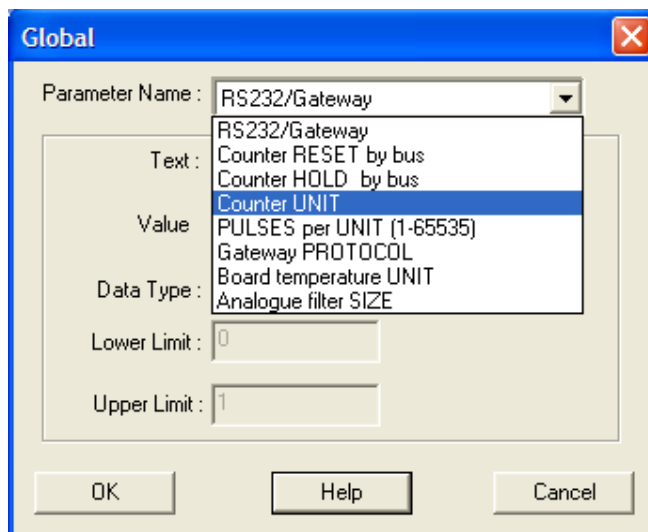 Global
Parameter Name : RS232/Gateway
RS232/Gateway
Text :
Counter RESET by bus
Counter HOLD by bus
Counter UNIT
Value
PULSES per UNIT (1-65535)
Gateway PROTOCOL
Data Type :
Board temperature UNIT
Analogue filter SIZE
Lower Limit : 0
Upper Limit : 1
OK Help Cancel